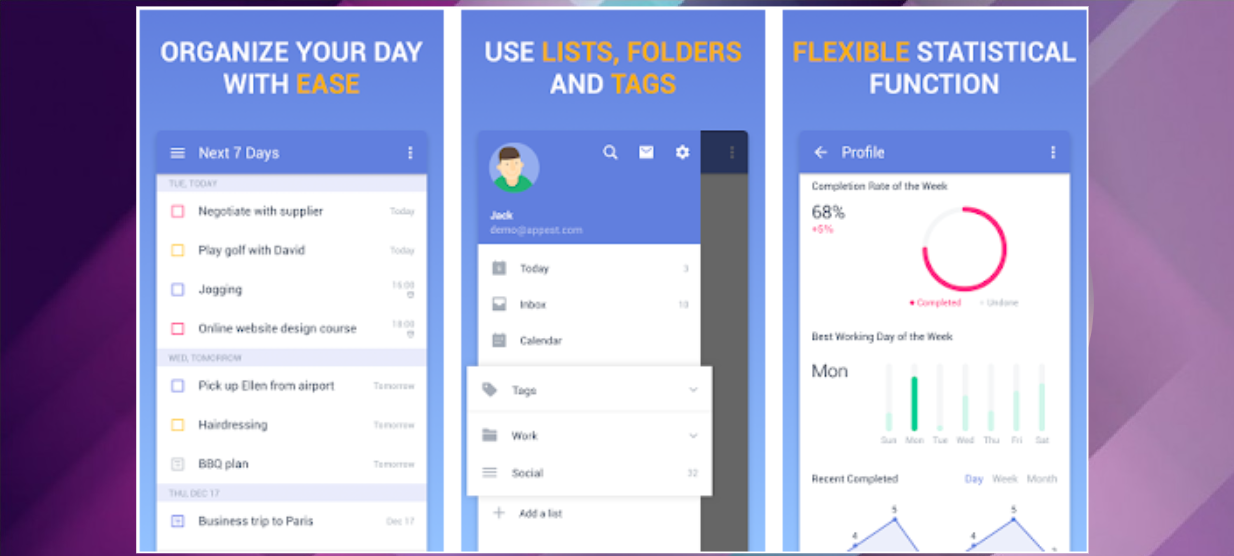 ORGANIZE YOUR DAY
WITH EASE
Next 7 Days
TUE, TODAY
Negotiate with supplier Today
Play golf with David Today
Jogging 15:00
Online website design course 18:00
WED, TOMORROW
Pick up Ellen from airport Tomorrow
Hairdressing Tomorrow
BBQ plan Tomorrow
THU, DEC 17
Business trip to Paris Dec 17
USE LISTS, FOLDERS
AND TAGS
Jack
demo@appest.com
Today 3
Inbox 10
Calendar
Tags
Work
Social 32
Add a list
FLEXIBLE STATISTICAL
FUNCTION
Profile
Completion Rate of the Week
68%
+5%
Completed Undone
Best Working Day of the Week
Mon
Sun Mon Tue Wed Thu Fri Sat
Recent Completed Day Week Month
5 5
4 4
3